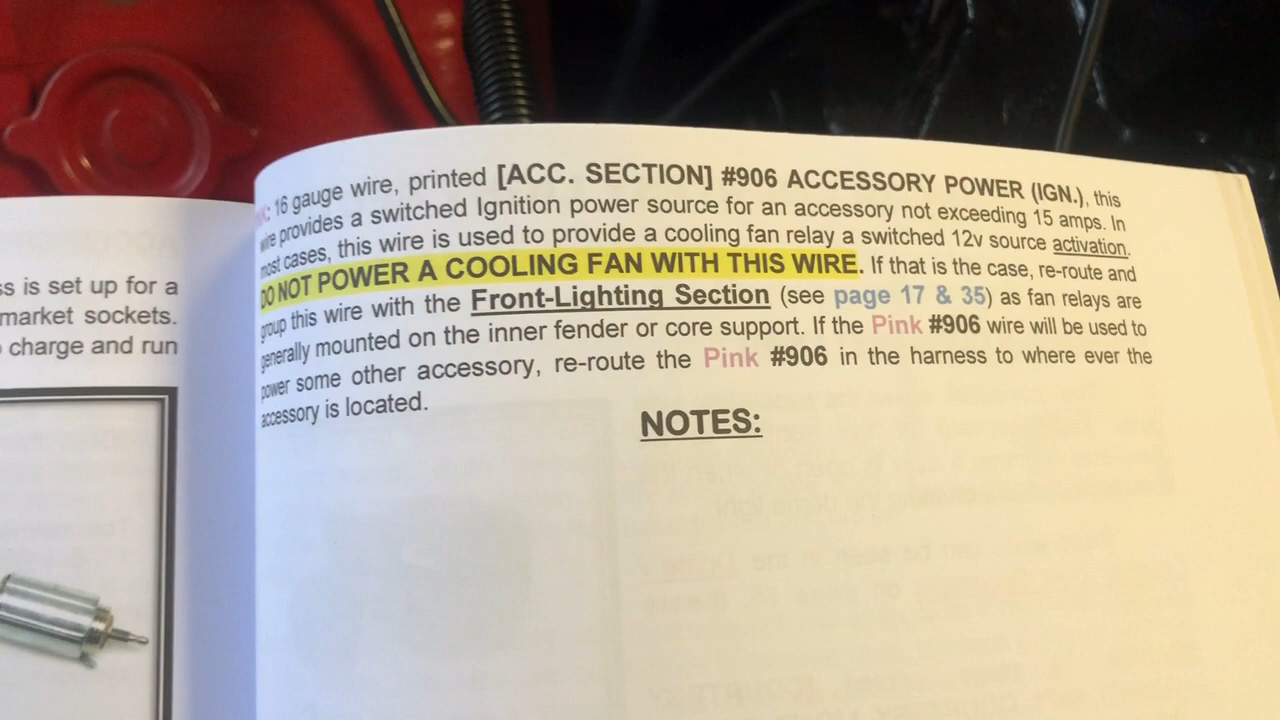 ss is set up for a
market sockets.
charge and run
: 16 gauge wire, printed [ACC. SECTION] #906 ACCESSORY POWER (IGN.), this
wire provides a switched Ignition power source for an accessory not exceeding 15 amps. In
most cases, this wire is used to provide a cooling fan relay a switched 12v source activation.
DO NOT POWER A COOLING FAN WITH THIS WIRE. If that is the case, re-route and
group this wire with the Front-Lighting Section (see page 17 & 35) as fan relays are
generally mounted on the inner fender or core support. If the Pink #906 wire will be used to
power some other accessory, re-route the Pink #906 in the harness to where ever the
accessory is located.
NOTES: